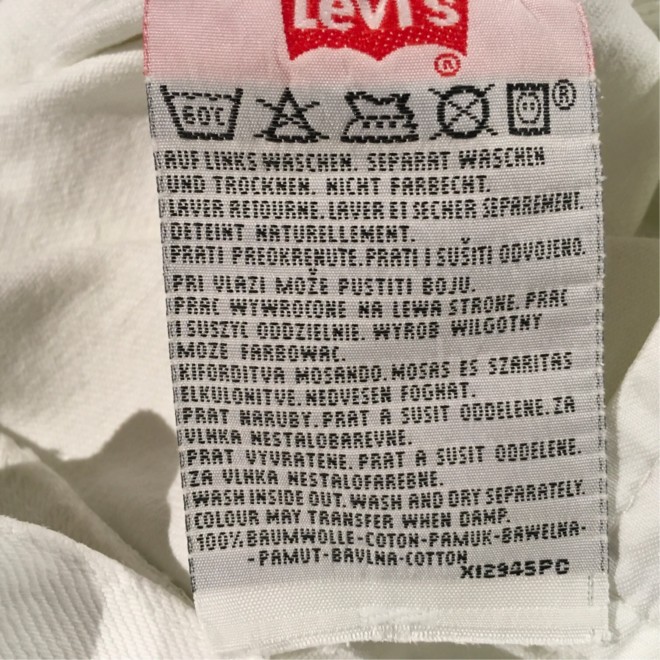 Levi's
®
60C ®
AUF LINKS WASCHEN. SEPARAT WASCHEN
UND TROCKNEN. NICHT FARBECHT.
LAVER RETOURNE. LAVER ET SECHER SEPAREMENT.
DETEINT NATURELLEMENT.
PRATI PREOKRENUTE. PRATI I SUŠITI ODVOJENO.
PRI VLAZI MOŽE PUSTITI BOJU.
PRAC WYWROCONE NA LEWA STRONE. PRAC
I SUSZYC ODDZIELNIE. WYROB WILGOTNY
MOZE FARBOWAC.
KIFORDITVA MOSANDO. MOSAS ES SZARITAS
ELKULONITVE. NEDVESEN FOGHAT.
PRAT NARUBY. PRAT A SUSIT ODDELENE. ZA
VLHKA NESTALOBAREVNE.
PRAT VYVRATENE. PRAT A SUSIT ODDELENE.
ZA VLHKA NESTALOFAREBNE.
WASH INSIDE OUT. WASH AND DRY SEPARATELY.
COLOUR MAY TRANSFER WHEN DAMP.
100% BAUMWOLLE-COTON-PAMUK-BAWELNA-
-PAMUT-BAVLNA-COTTON
X12945PC